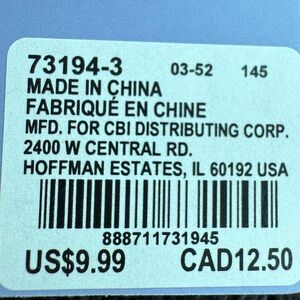 73194-3 03-52 145
MADE IN CHINA
FABRIQUÉ EN CHINE
MFD. FOR CBI DISTRIBUTING CORP.
2400 W CENTRAL RD.
HOFFMAN ESTATES, IL 60192 USA
888711731945
US$9.99 CAD12.50